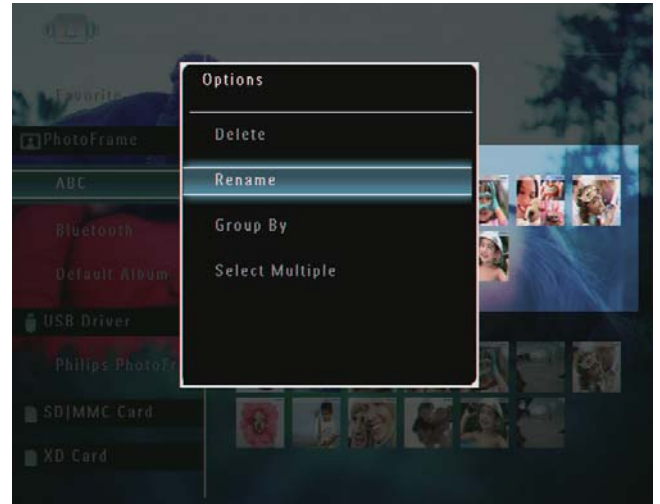 Options
Delete
Rename
Group By
Select Multiple
Favorite
PhotoFrame
ABC
Bluetooth
Default Album
USB Driver
Philips PhotoFr
SD|MMC Card
XD Card